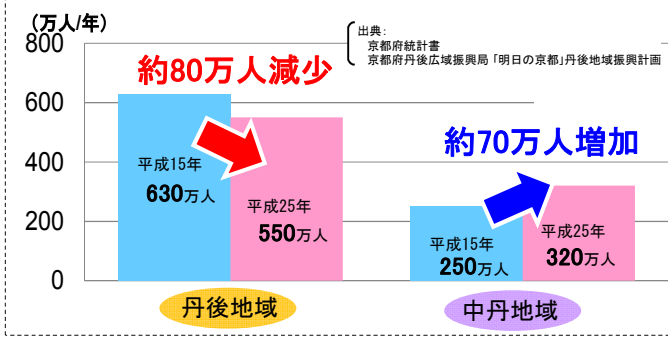 (万人/年)
800
600
400
200
0
出典：
京都府統計書
京都府丹後広域振興局 「明日の京都」丹後地域振興計画
約80万人減少
平成15年
630万人
平成25年
550万人
丹後地域
約70万人増加
平成15年
250万人
平成25年
320万人
中丹地域